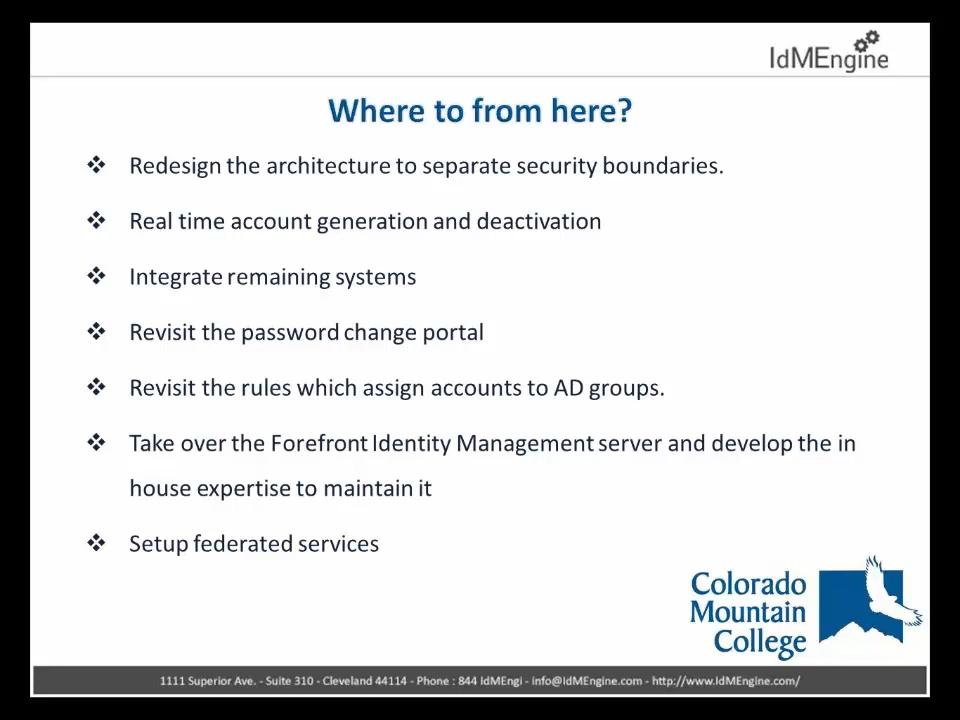 IdMEngine
Where to from here?
❖ Redesign the architecture to separate security boundaries.
❖ Real time account generation and deactivation
❖ Integrate remaining systems
❖ Revisit the password change portal
❖ Revisit the rules which assign accounts to AD groups.
❖ Take over the Forefront Identity Management server and develop the in
house expertise to maintain it
❖ Setup federated services
Colorado
Mountain
College
1111 Superior Ave. - Suite 310 - Cleveland 44114 - Phone : 844 IdMEngi - info@IdMEngine.com - http://www.IdMEngine.com/